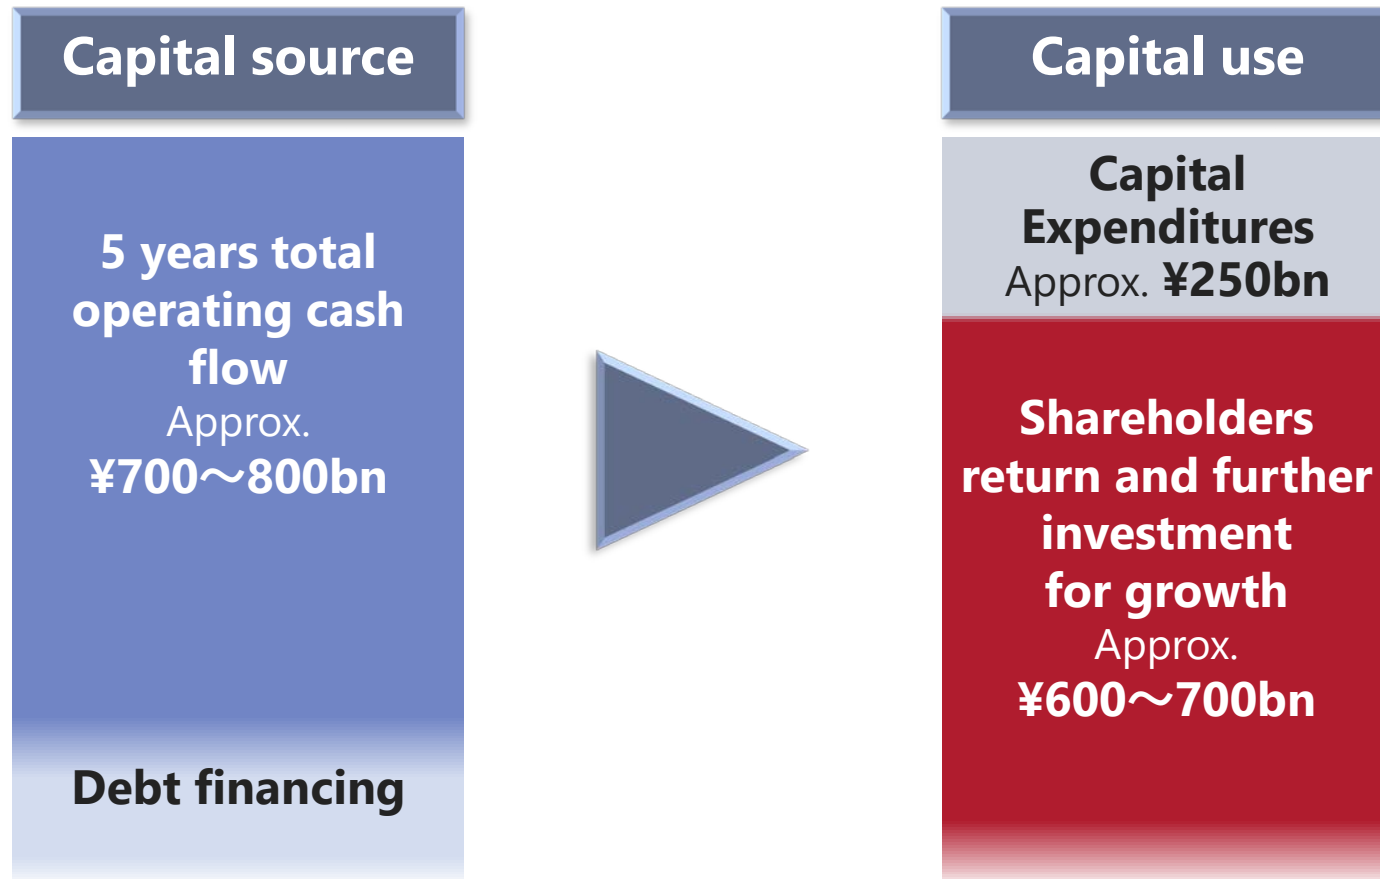 Capital source
5 years total
operating cash
flow
Approx.
¥700～800bn
Debt financing
Capital use
Capital
Expenditures
Approx. ¥250bn
Shareholders
return and further
investment
for growth
Approx.
¥600～700bn